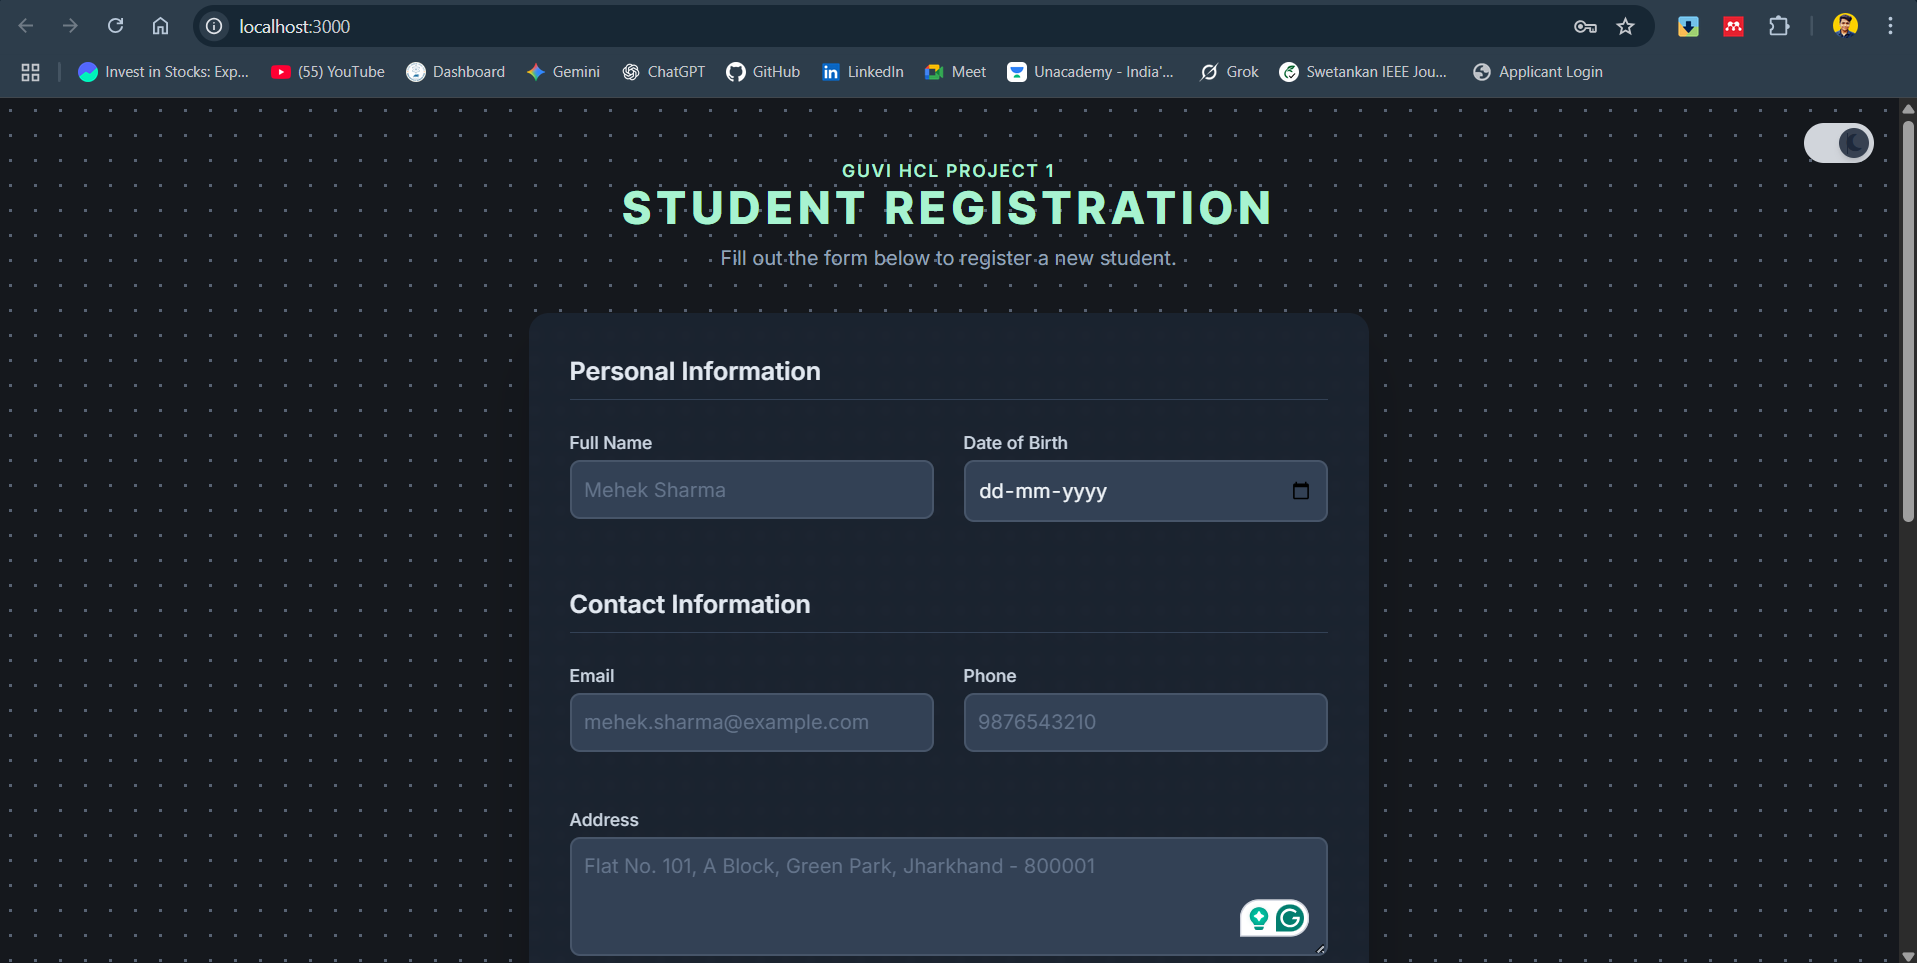 localhost:3000
Invest in Stocks: Exp... (55) YouTube Dashboard Gemini ChatGPT GitHub LinkedIn Meet Unacademy - India'... Grok Swetankan IEEE Jou... Applicant Login
GUVI HCL PROJECT 1
STUDENT REGISTRATION
Fill out the form below to register a new student.
Personal Information
Full Name Date of Birth
Mehek Sharma dd-mm-yyyy
Contact Information
Email Phone
mehek.sharma@example.com 9876543210
Address
Flat No. 101, A Block, Green Park, Jharkhand - 800001